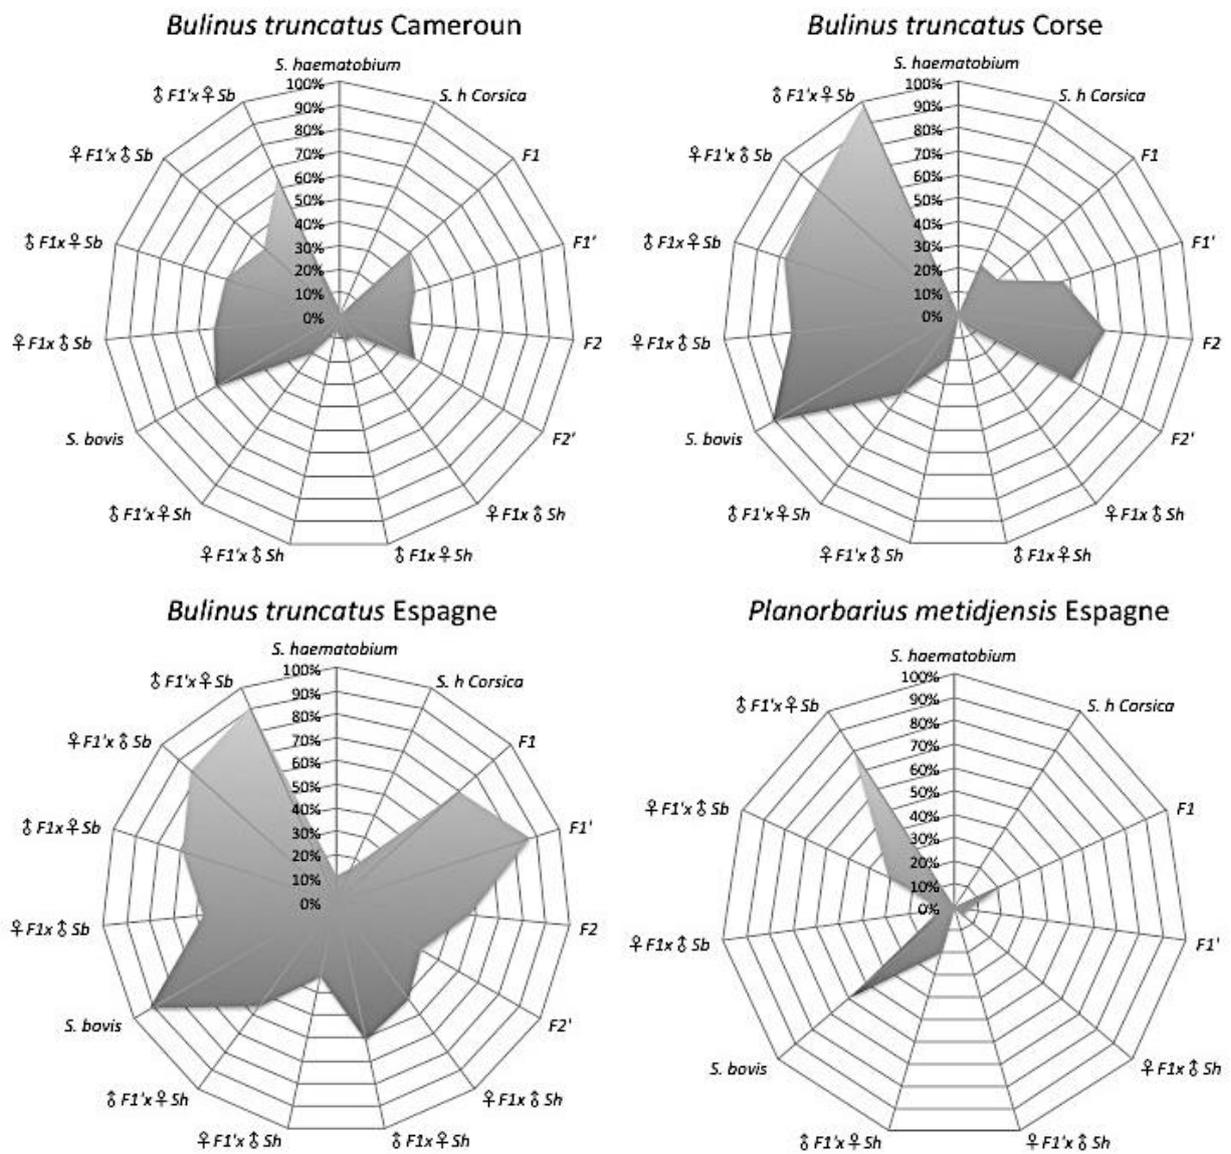 Bulinus truncatus Cameroun
S. haematobium
100%
90%
80%
70%
60%
50%
40%
30%
20%
10%
0%
S. h Corsica
F1
F1'
F2
F2'
♀F1x♂Sh
♂F1x♀Sh
♀F1'x♂Sh
♂F1'x♀Sh
S. bovis
♀F1x♂Sb
♂F1x♀Sb
♀F1'x♂Sb
♂F1'x♀Sb
Bulinus truncatus Corse
S. haematobium
100%
90%
80%
70%
60%
50%
40%
30%
20%
10%
0%
S. h Corsica
F1
F1'
F2
F2'
♀F1x♂Sh
♂F1x♀Sh
♀F1'x♂Sh
♂F1'x♀Sh
S. bovis
♀F1x♂Sb
♂F1x♀Sb
♀F1'x♂Sb
♂F1'x♀Sb
Bulinus truncatus Espagne
S. haematobium
100%
90%
80%
70%
60%
50%
40%
30%
20%
10%
0%
S. h Corsica
F1
F1'
F2
F2'
♀F1x♂Sh
♂F1x♀Sh
♀F1'x♂Sh
♂F1'x♀Sh
S. bovis
♀F1x♂Sb
♂F1x♀Sb
♀F1'x♂Sb
♂F1'x♀Sb
Planorbarius metidjensis Espagne
S. haematobium
100%
90%
80%
70%
60%
50%
40%
30%
20%
10%
0%
S. h Corsica
F1
F1'
♀F1x♂Sh
♀F1'x♂Sh
♂F1'x♀Sh
S. bovis
♀F1x♂Sb
♀F1'x♂Sb
♂F1'x♀Sb